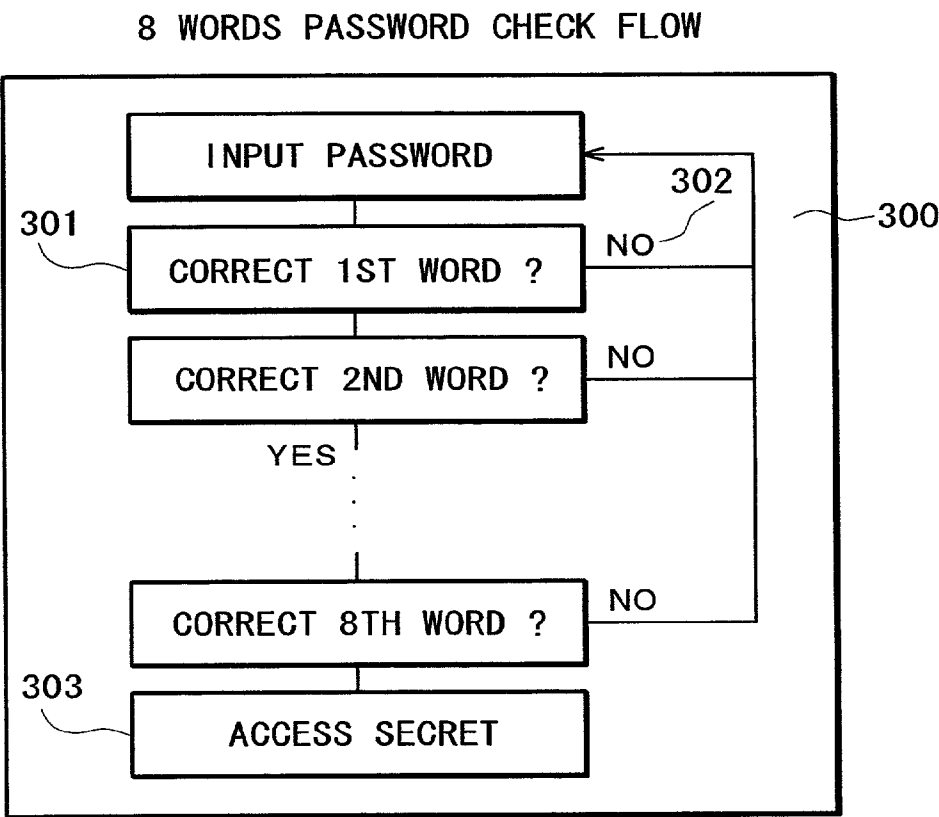 8 WORDS PASSWORD CHECK FLOW
INPUT PASSWORD
302
301
300
NO
CORRECT 1ST WORD ?
NO
CORRECT 2ND WORD ?
YES
NO
CORRECT 8TH WORD ?
303
ACCESS SECRET